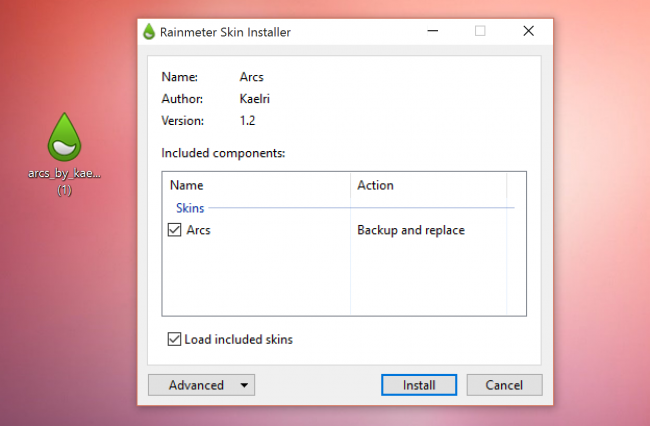 Rainmeter Skin Installer
Name: Arcs
Author: Kaelri
Version: 1.2
Included components:
Name Action
Skins
Arcs Backup and replace
Load included skins
Advanced Install Cancel
arcs_by_kae...
(1)